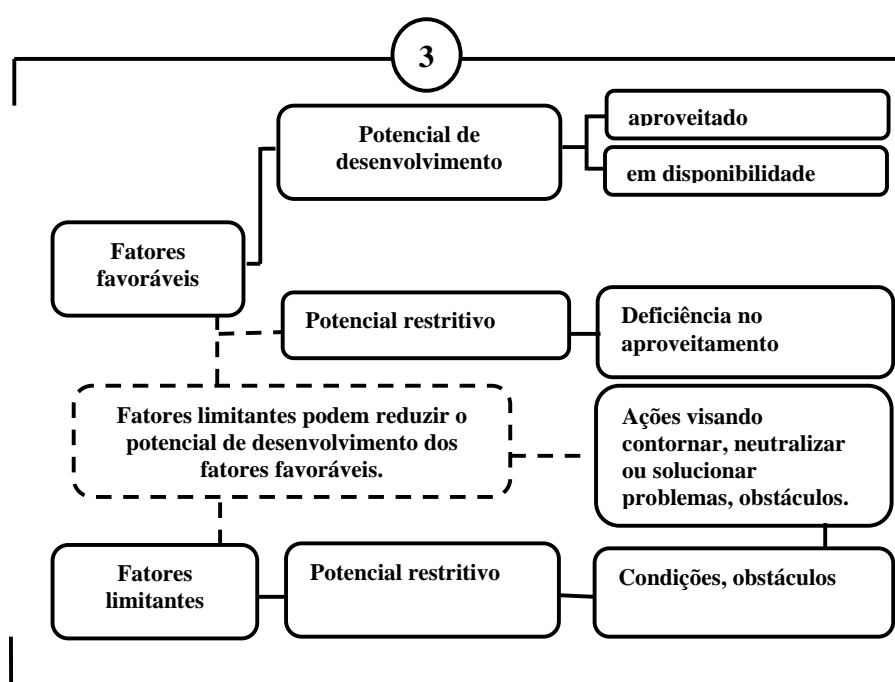 3
Potencial de
desenvolvimento
aproveitado
em disponibilidade
Fatores
favoráveis
Potencial restritivo
Deficiência no
aproveitamento
Fatores limitantes podem reduzir o
potencial de desenvolvimento dos
fatores favoráveis.
Ações visando
contornar, neutralizar
ou solucionar
problemas, obstáculos.
Fatores
limitantes
Potencial restritivo
Condições, obstáculos